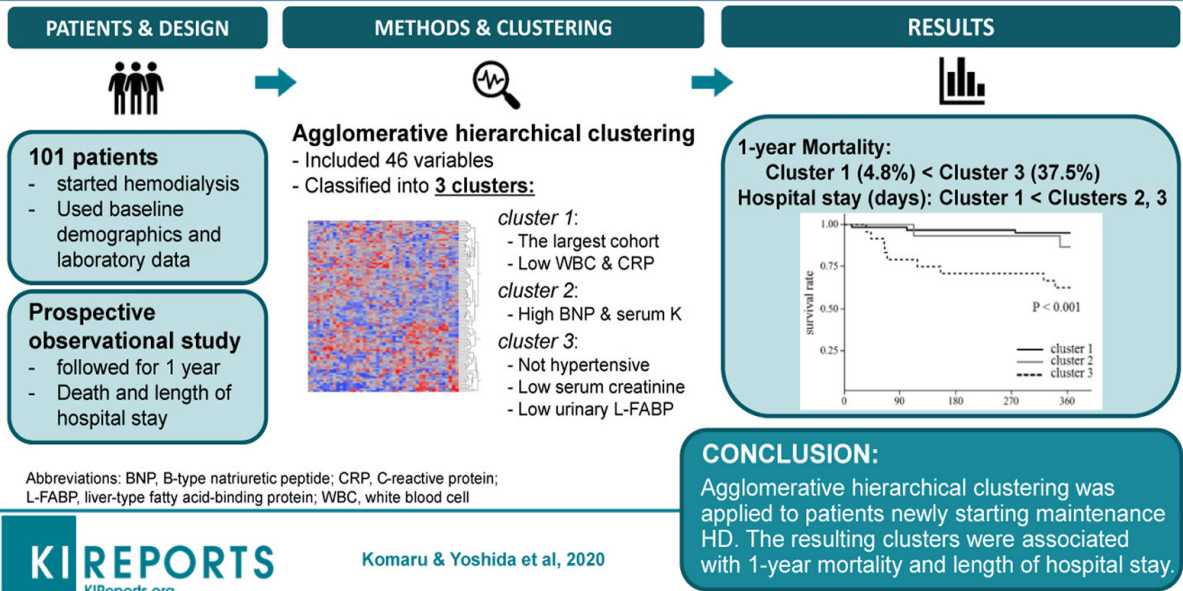 PATIENTS & DESIGN
101 patients
- started hemodialysis
- Used baseline
demographics and
laboratory data
Prospective
observational study
- followed for 1 year
- Death and length of
hospital stay
METHODS & CLUSTERING
Agglomerative hierarchical clustering
- Included 46 variables
- Classified into 3 clusters:
cluster 1:
- The largest cohort
- Low WBC & CRP
cluster 2:
- High BNP & serum K
cluster 3:
- Not hypertensive
- Low serum creatinine
- Low urinary L-FABP
RESULTS
1-year Mortality:
Cluster 1 (4.8%) < Cluster 3 (37.5%)
Hospital stay (days): Cluster 1 < Clusters 2, 3
1.00
0.75
0.50
0.25
survival rate
P < 0.001
cluster 1
cluster 2
cluster 3
0 90 180 270 360
Abbreviations: BNP, B-type natriuretic peptide; CRP, C-reactive protein;
L-FABP, liver-type fatty acid-binding protein; WBC, white blood cell
KI REPORTS
KIReports.org
Komaru & Yoshida et al, 2020
CONCLUSION:
Agglomerative hierarchical clustering was
applied to patients newly starting maintenance
HD. The resulting clusters were associated
with 1-year mortality and length of hospital stay.